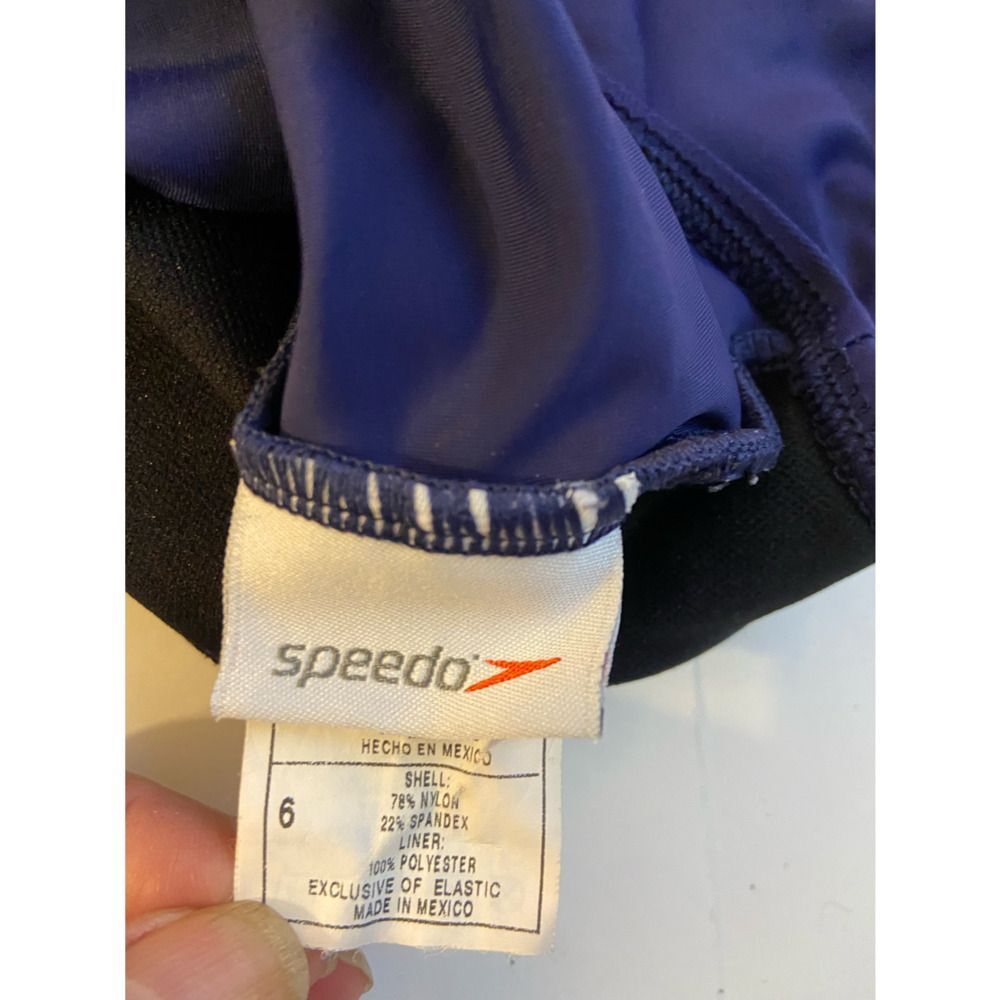 speedo
HECHO EN MEXICO
6
SHELL:
78% NYLON
22% SPANDEX
LINER:
100% POLYESTER
EXCLUSIVE OF ELASTIC
MADE IN MEXICO